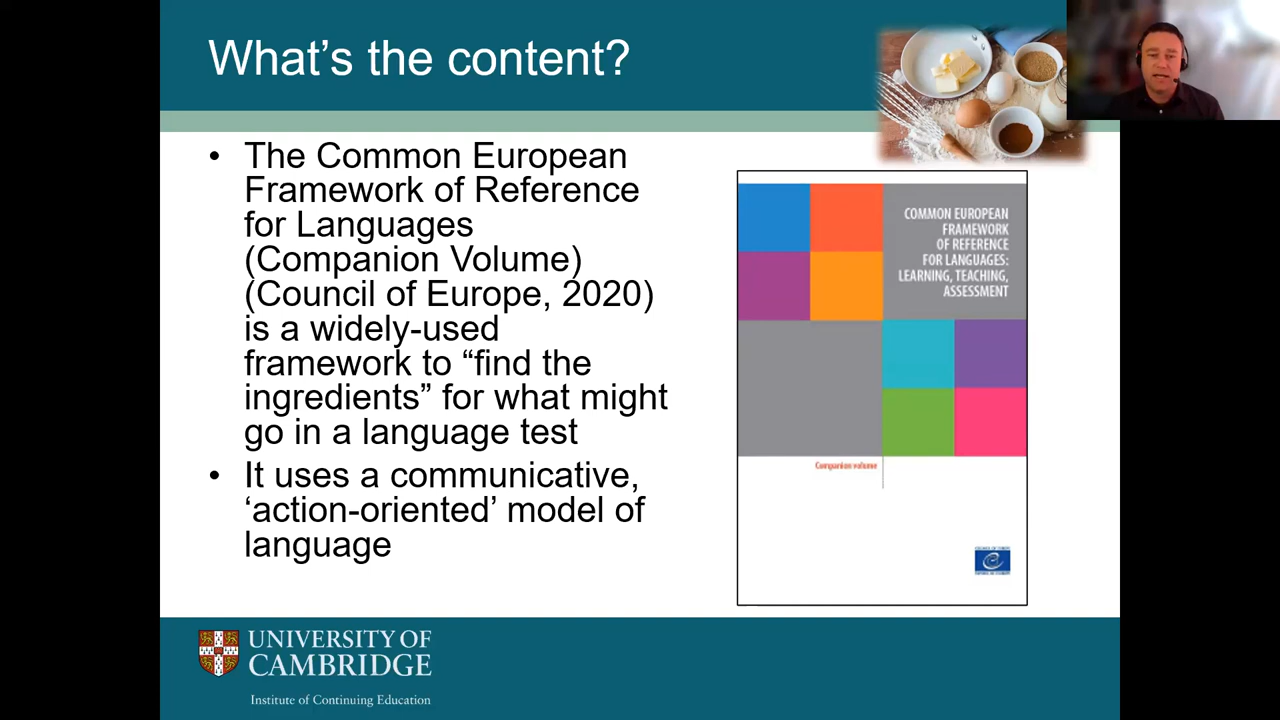 What's the content?
• The Common European
Framework of Reference
for Languages
(Companion Volume)
(Council of Europe, 2020)
is a widely-used
framework to “find the
ingredients” for what might
go in a language test
• It uses a communicative,
‘action-oriented’ model of
language
COMMON EUROPEAN
FRAMEWORK
OF REFERENCE
FOR LANGUAGES:
LEARNING, TEACHING,
ASSESSMENT
Companion volume
COUNCIL OF EUROPE
UNIVERSITY OF
CAMBRIDGE
Institute of Continuing Education